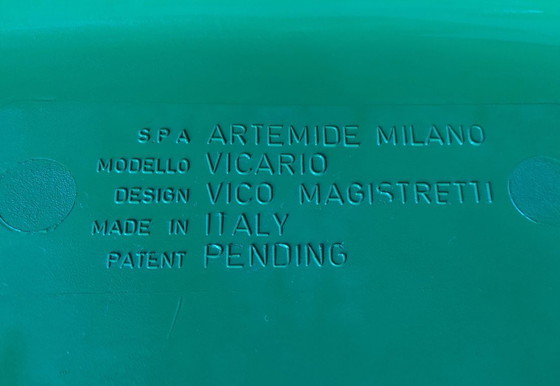 S.P.A ARTEMIDE MILANO
MODELLO VICARIO
DESIGN VICO MAGISTRETTI
MADE IN ITALY
PATENT PENDING